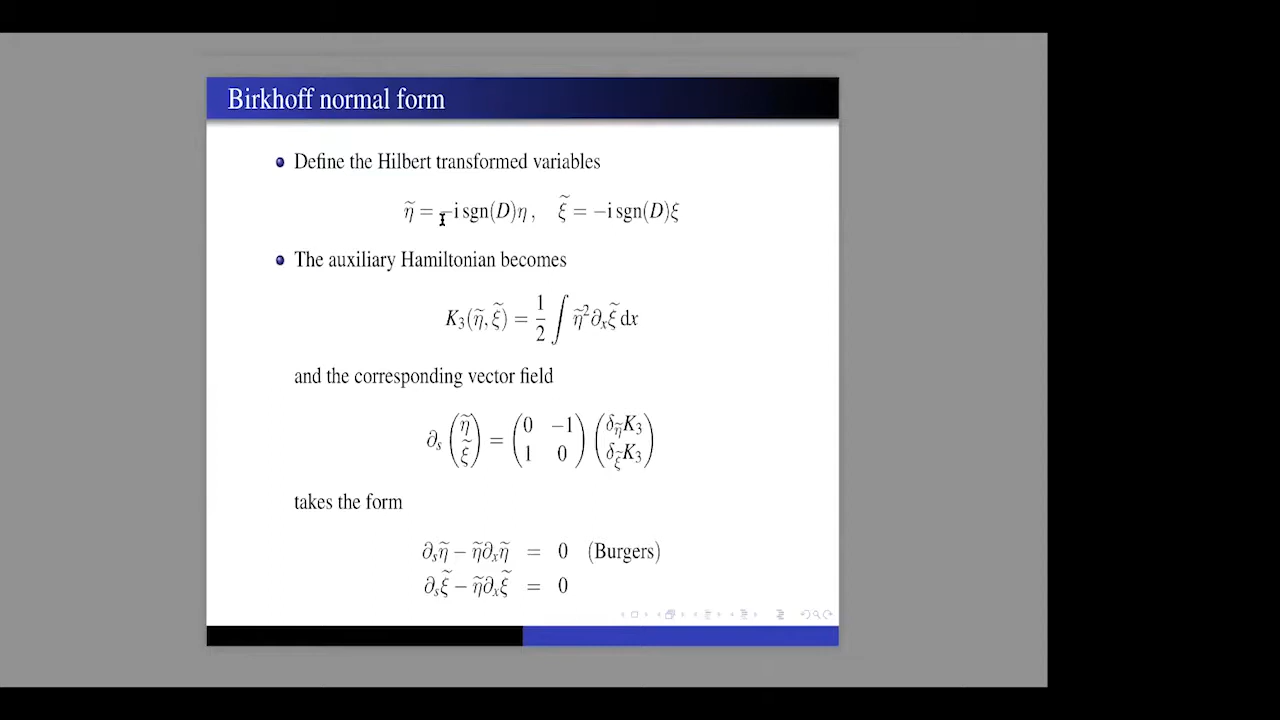 Birkhoff normal form
Define the Hilbert transformed variables
η̃ = −i sgn(D)η , ξ̃ = −i sgn(D)ξ
The auxiliary Hamiltonian becomes
K₃(η̃, ξ̃) = 1/2 ∫ η̃²∂ₓξ̃ dx
and the corresponding vector field
∂ₛ (η̃ ξ̃) = (0 −1 1 0) (δ_η̃ K₃ δ_ξ̃ K₃)
takes the form
∂ₛη̃ − η̃∂ₓη̃ = 0 (Burgers)
∂ₛξ̃ − η̃∂ₓξ̃ = 0